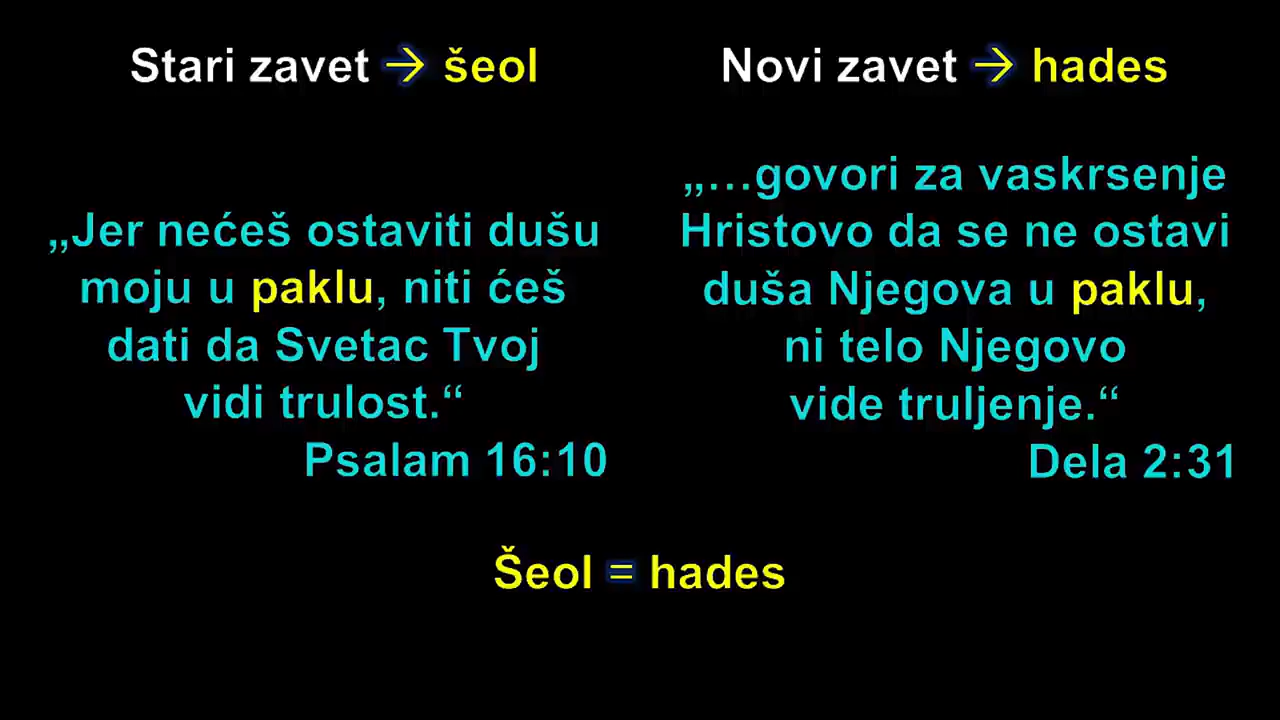 Stari zavet → šeol
„Jer nećeš ostaviti dušu
moju u paklu, niti ćeš
dati da Svetac Tvoj
vidi trulost.“
Psalam 16:10
Novi zavet → hades
„…govori za vaskrsenje
Hristovo da se ne ostavi
duša Njegova u paklu,
ni telo Njegovo
vide truljenje.“
Dela 2:31
Šeol = hades